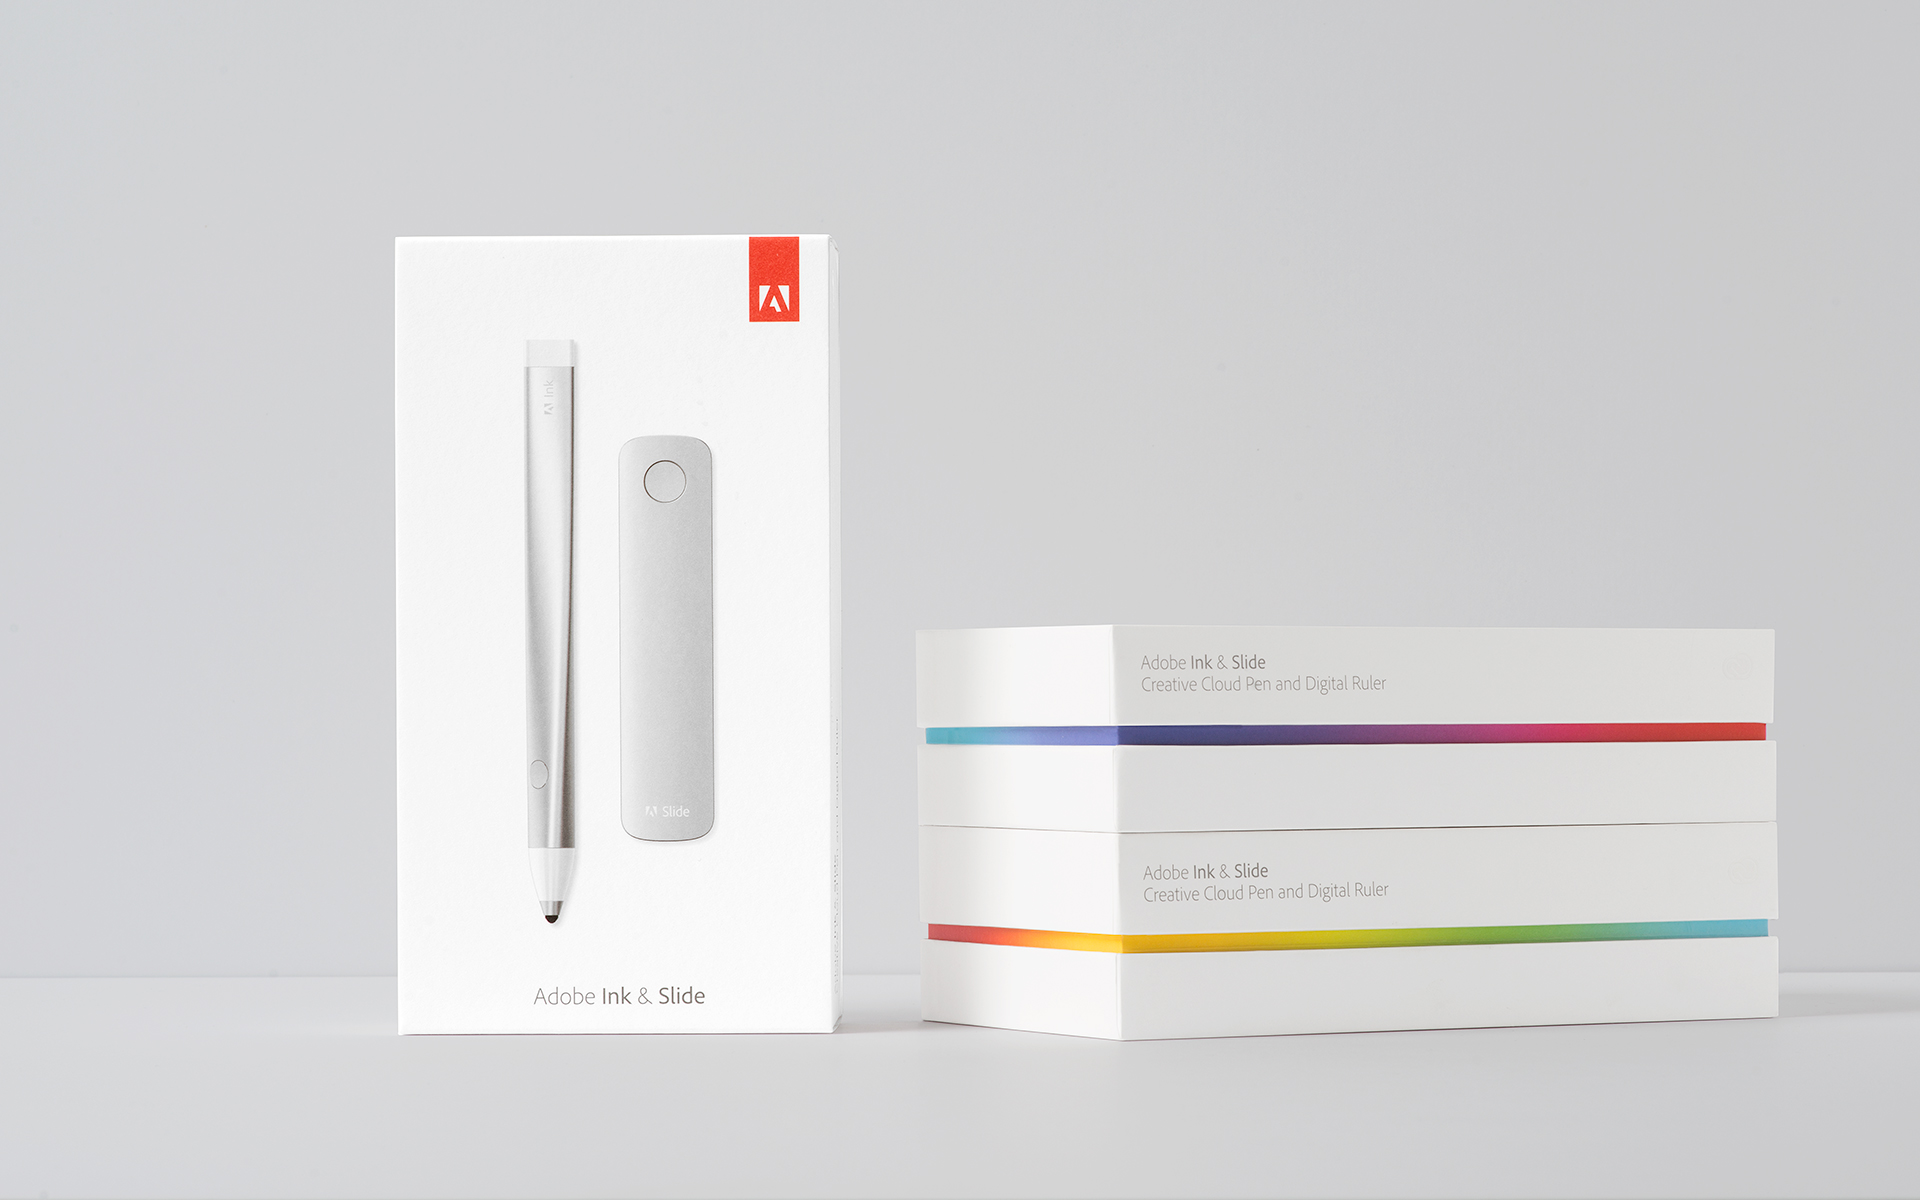 Ink
Slide
Adobe Ink & Slide
Adobe Ink & Slide
Creative Cloud Pen and Digital Ruler
Adobe Ink & Slide
Creative Cloud Pen and Digital Ruler